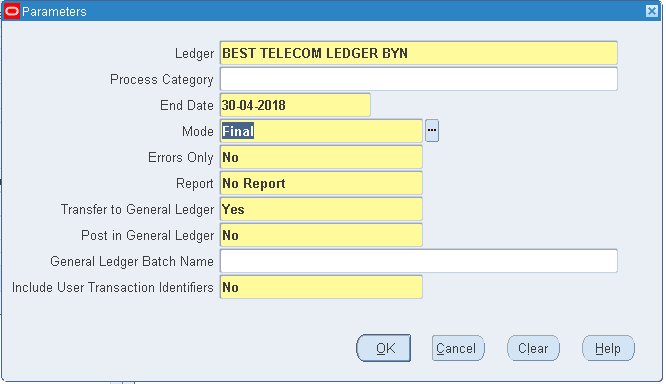 Parameters
Ledger BEST TELECOM LEDGER BYN
Process Category
End Date 30-04-2018
Mode Final ...
Errors Only No
Report No Report
Transfer to General Ledger Yes
Post in General Ledger No
General Ledger Batch Name
Include User Transaction Identifiers No
OK Cancel Clear Help